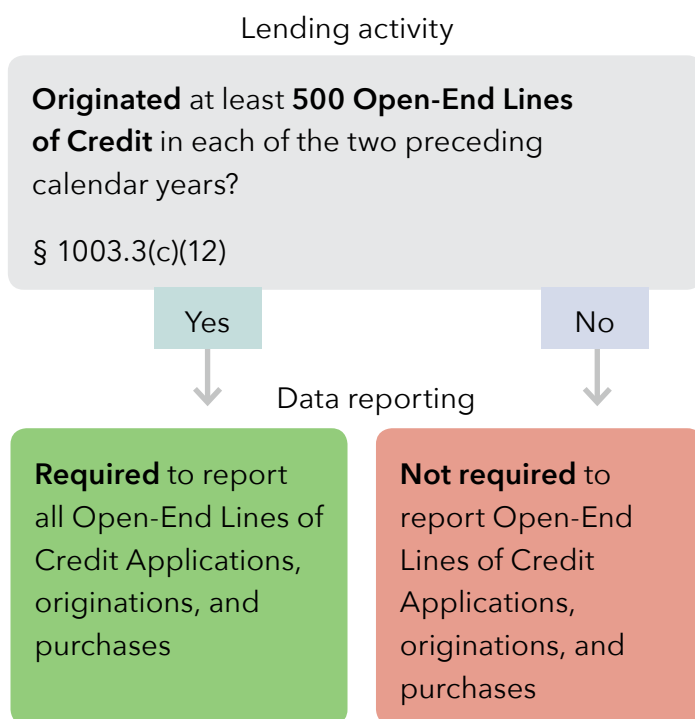 Lending activity
Originated at least 500 Open-End Lines
of Credit in each of the two preceding
calendar years?
§ 1003.3(c)(12)
Yes
No
Data reporting
Required to report
all Open-End Lines of
Credit Applications,
originations, and
purchases
Not required to
report Open-End
Lines of Credit
Applications,
originations, and
purchases